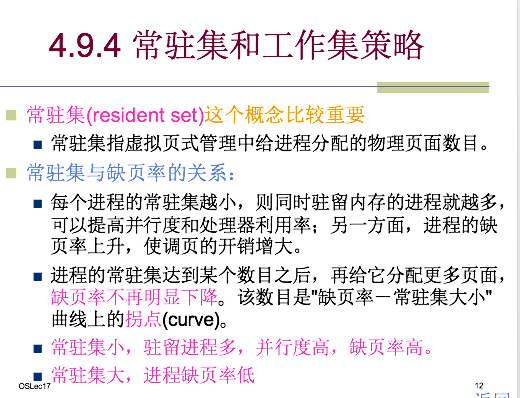 4.9.4 常驻集和工作集策略
常驻集(resident set)这个概念比较重要
常驻集指虚拟页式管理中给进程分配的物理页面数目。
常驻集与缺页率的关系：
每个进程的常驻集越小，则同时驻留内存的进程就越多，
可以提高并行度和处理器利用率；另一方面，进程的缺
页率上升，使调页的开销增大。
进程的常驻集达到某个数目之后，再给它分配更多页面，
缺页率不再明显下降。该数目是"缺页率－常驻集大小"
曲线上的拐点(curve)。
常驻集小，驻留进程多，并行度高，缺页率高。
常驻集大，进程缺页率低
OSLec17
12
返回